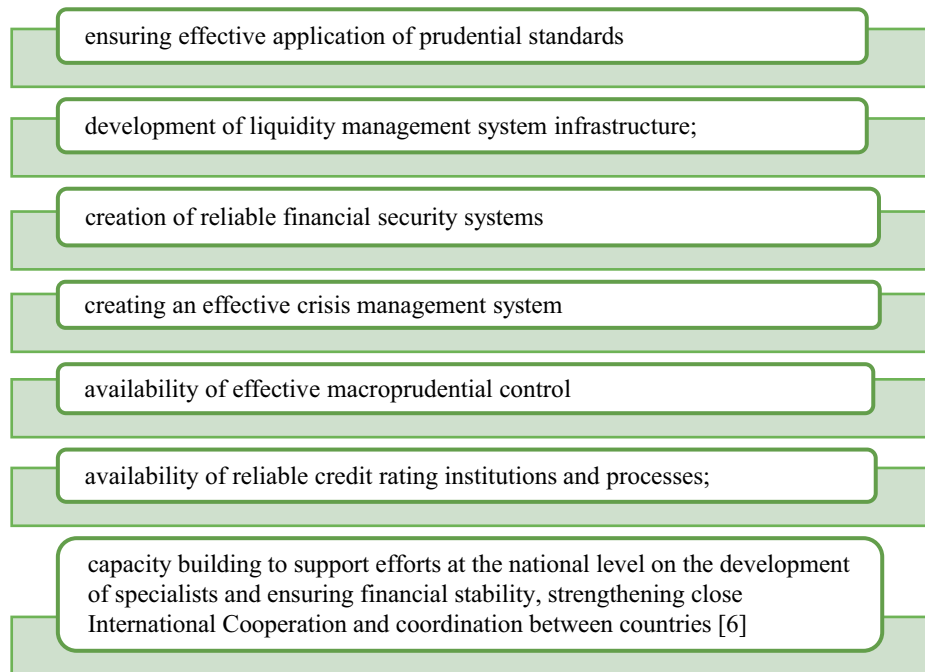 ensuring effective application of prudential standards
development of liquidity management system infrastructure;
creation of reliable financial security systems
creating an effective crisis management system
availability of effective macroprudential control
availability of reliable credit rating institutions and processes;
capacity building to support efforts at the national level on the development
of specialists and ensuring financial stability, strengthening close
International Cooperation and coordination between countries [6]